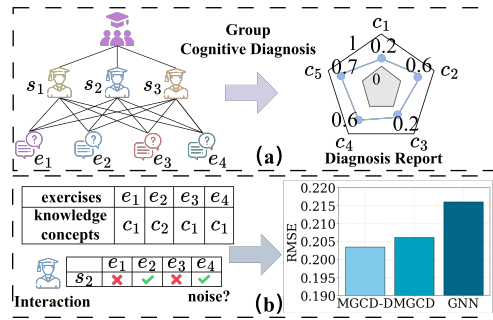 Group
Cognitive Diagnosis
s1 s2 s3
e1 e2 e3 e4
(a)
c1
1 0.2
c5 0.7 0.6 c2
0
0.6 0.2
c4 c3
Diagnosis Report
exercises e1 e2 e3 e4
knowledge concepts c1 c2 c1 c1
e1 e2 e3 e4
s2 ✗ ✓ ✗ ✓
Interaction
noise?
(b)
RMSE
0.220
0.215
0.210
0.205
0.200
0.195
0.190
MGCD-D MGCD GNN